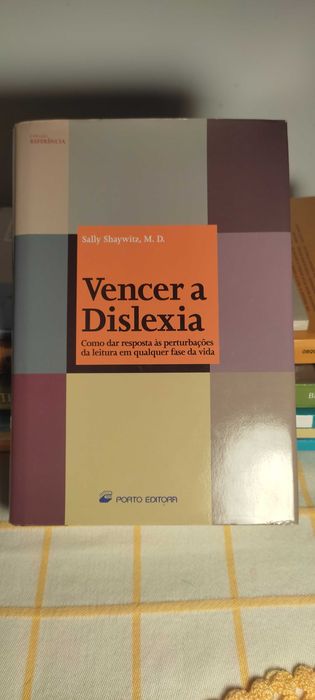 REFERÊNCIA
Sally Shaywitz, M. D.
Vencer a
Dislexia
Como dar resposta às perturbações
da leitura em qualquer fase da vida
PORTO EDITORA